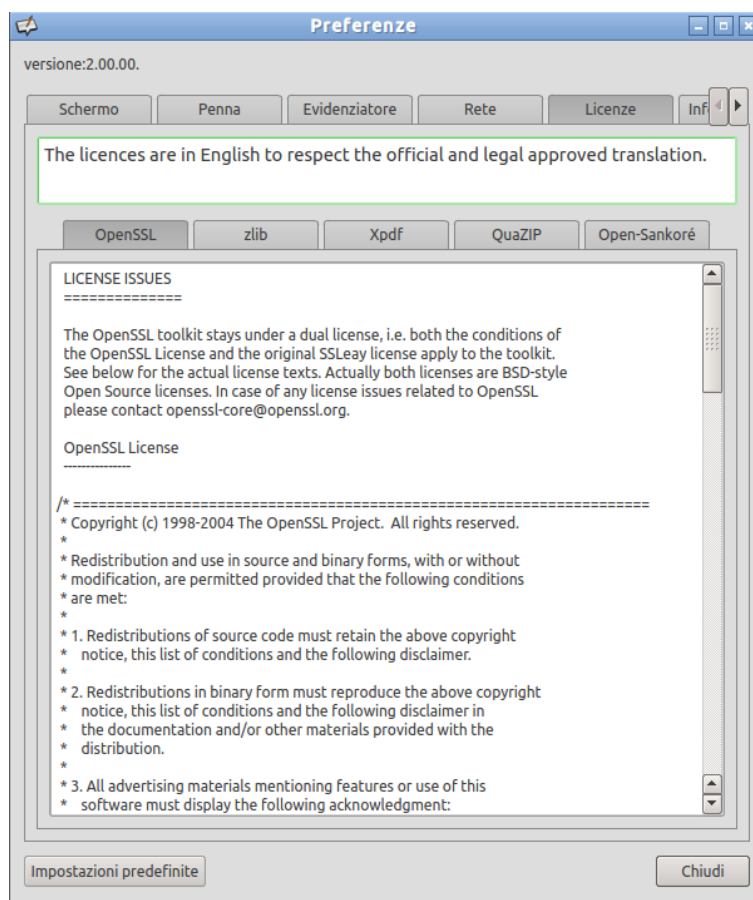 Preferenze
versione:2.00.00.
Schermo Penna Evidenziatore Rete Licenze Inf
The licences are in English to respect the official and legal approved translation.
OpenSSL zlib Xpdf QuaZIP Open-Sankoré
LICENSE ISSUES
==============
The OpenSSL toolkit stays under a dual license, i.e. both the conditions of
the OpenSSL License and the original SSLeay license apply to the toolkit.
See below for the actual license texts. Actually both licenses are BSD-style
Open Source licenses. In case of any license issues related to OpenSSL
please contact openssl-core@openssl.org.
OpenSSL License
---------------
/* ====================================================================
* Copyright (c) 1998-2004 The OpenSSL Project.  All rights reserved.
*
* Redistribution and use in source and binary forms, with or without
* modification, are permitted provided that the following conditions
* are met:
*
* 1. Redistributions of source code must retain the above copyright
*    notice, this list of conditions and the following disclaimer.
*
* 2. Redistributions in binary form must reproduce the above copyright
*    notice, this list of conditions and the following disclaimer in
*    the documentation and/or other materials provided with the
*    distribution.
*
* 3. All advertising materials mentioning features or use of this
*    software must display the following acknowledgment:
Impostazioni predefinite Chiudi